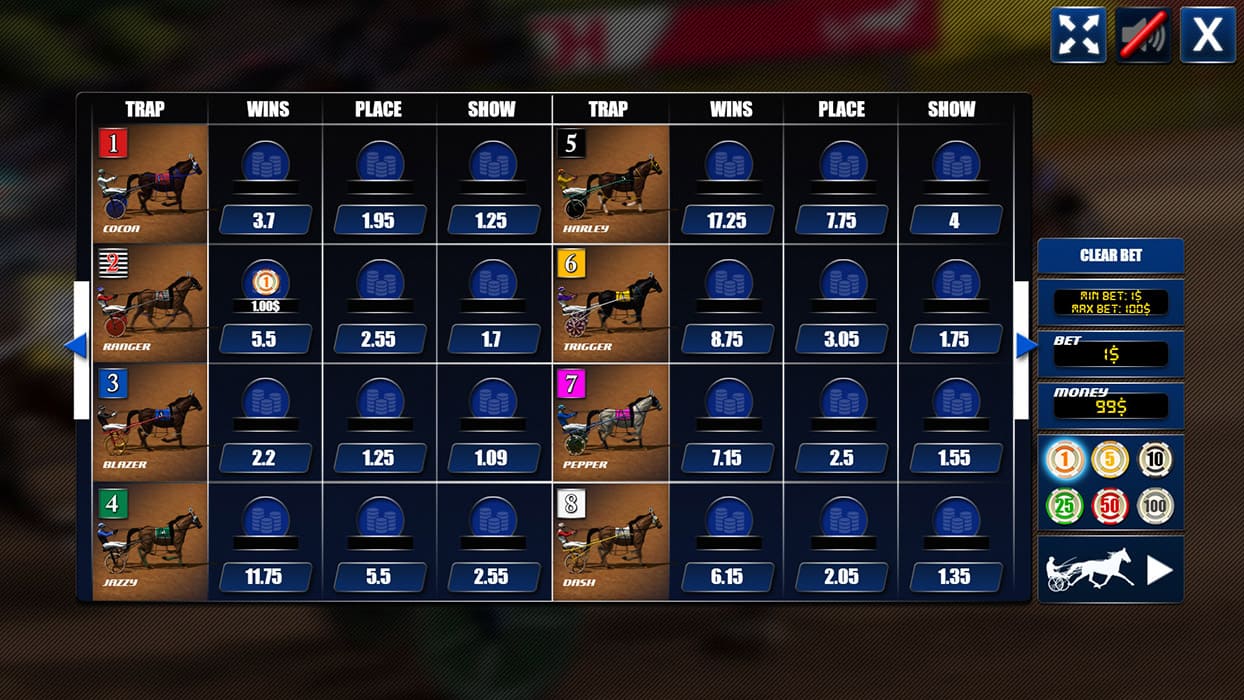 X
TRAP WINS PLACE SHOW TRAP WINS PLACE SHOW
1 5
COCOA 3.7 1.95 1.25 HARLEY 17.25 7.75 4
2 1 6
1.00$
RANGER 5.5 2.55 1.7 TRIGGER 8.75 3.05 1.75
3 7
BLAZER 2.2 1.25 1.09 PEPPER 7.15 2.5 1.55
4 8
JAZZY 11.75 5.5 2.55 DASH 6.15 2.05 1.35
CLEAR BET
MIN BET: 1$
MAX BET: 100$
BET
1$
MONEY
99$
1 5 10
25 50 100